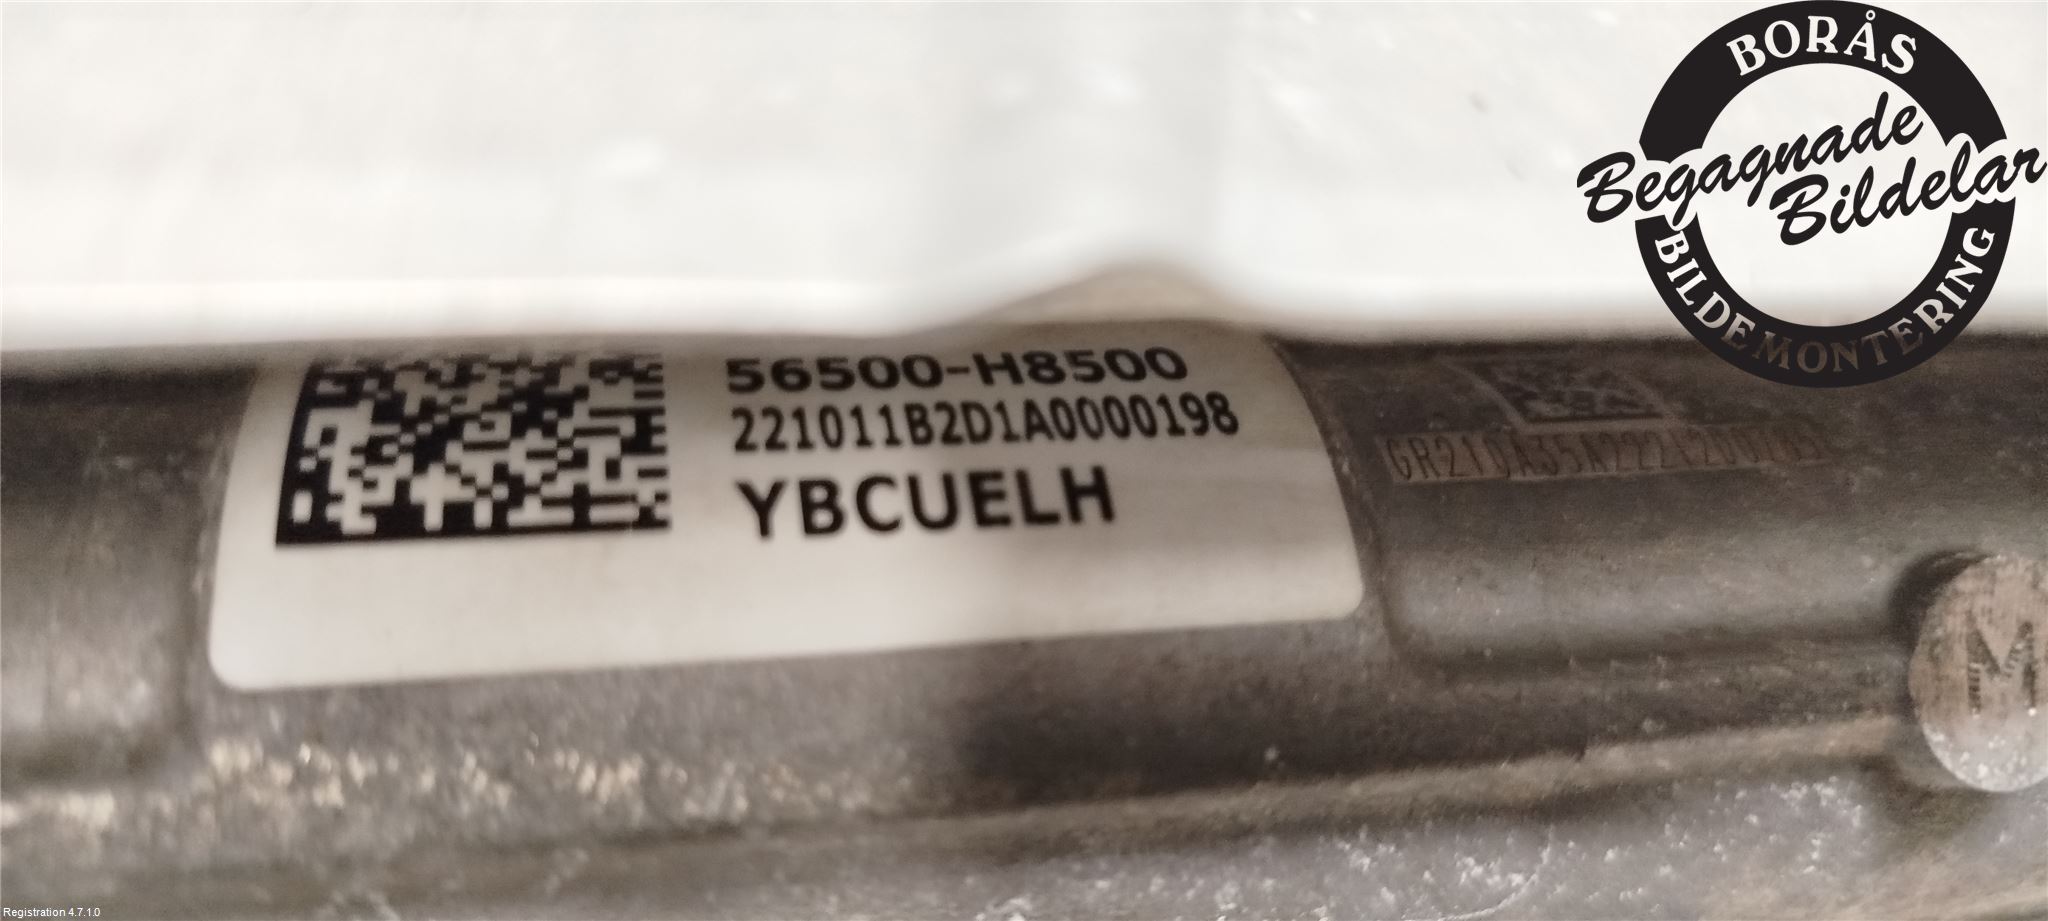 BORÅS
Begagnade
Bildelar
BILDEMONTERING
56500-H8500
221011B2D1A0000198
YBCUELH
M
Registration 4.7.1.0